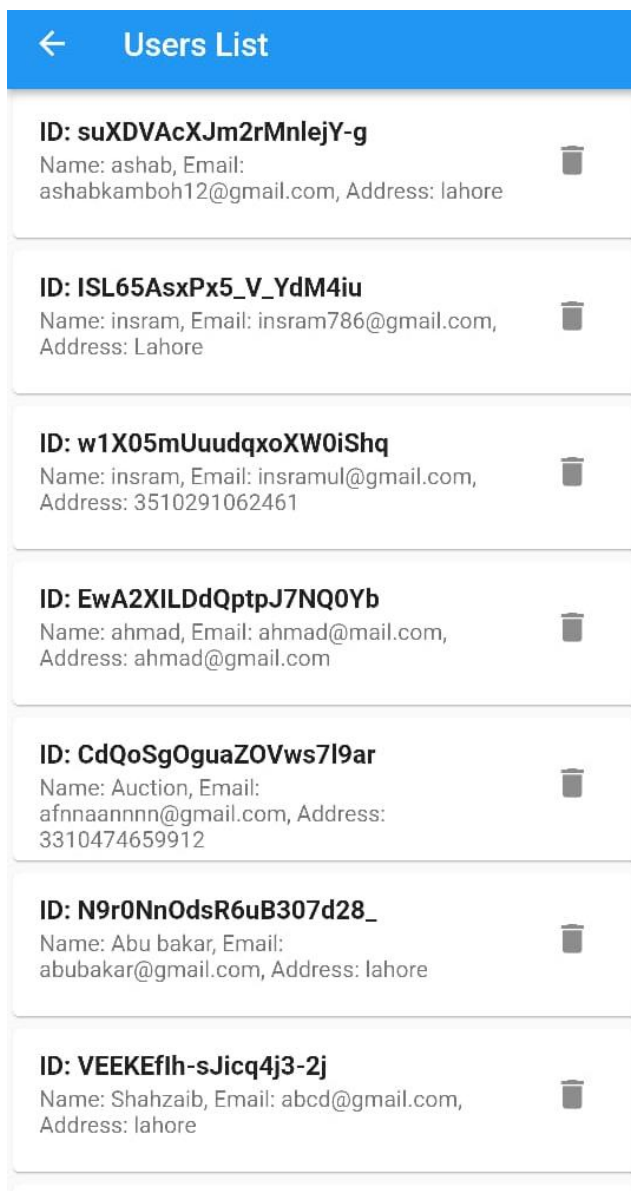 Users List
ID: suXDVAcXJm2rMnlejY-g
Name: ashab, Email:
ashabkamboh12@gmail.com, Address: lahore
ID: ISL65AsxPx5_V_YdM4iu
Name: insram, Email: insram786@gmail.com,
Address: Lahore
ID: w1X05mUuudqxoXW0iShq
Name: insram, Email: insramul@gmail.com,
Address: 3510291062461
ID: EwA2XILDdQptpJ7NQ0Yb
Name: ahmad, Email: ahmad@mail.com,
Address: ahmad@gmail.com
ID: CdQoSgOguaZOVws7l9ar
Name: Auction, Email:
afnnaannnn@gmail.com, Address:
3310474659912
ID: N9r0NnOdsR6uB307d28_
Name: Abu bakar, Email:
abubakar@gmail.com, Address: lahore
ID: VEEKEfIh-sJicq4j3-2j
Name: Shahzaib, Email: abcd@gmail.com,
Address: lahore